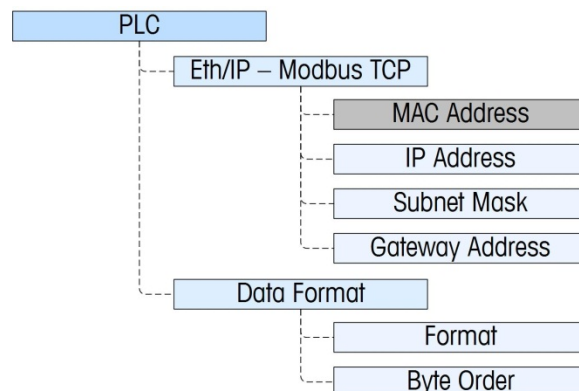 PLC
Eth/IP – Modbus TCP
MAC Address
IP Address
Subnet Mask
Gateway Address
Data Format
Format
Byte Order